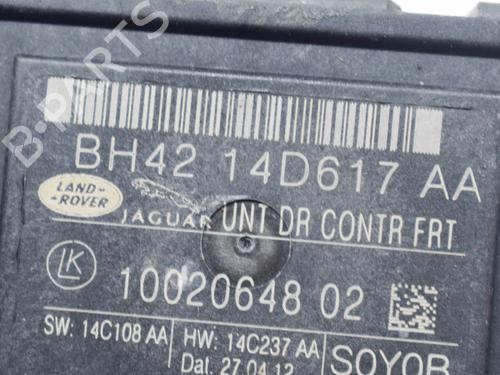 BH42 14D617 AA
LAND-
-ROVER
JAGUAR UNT DR CONTR FRT
LK
10020648 02
SW: 14C108 AA HW: 14C237 AA
Dat. 27.04.12
B-PARTS